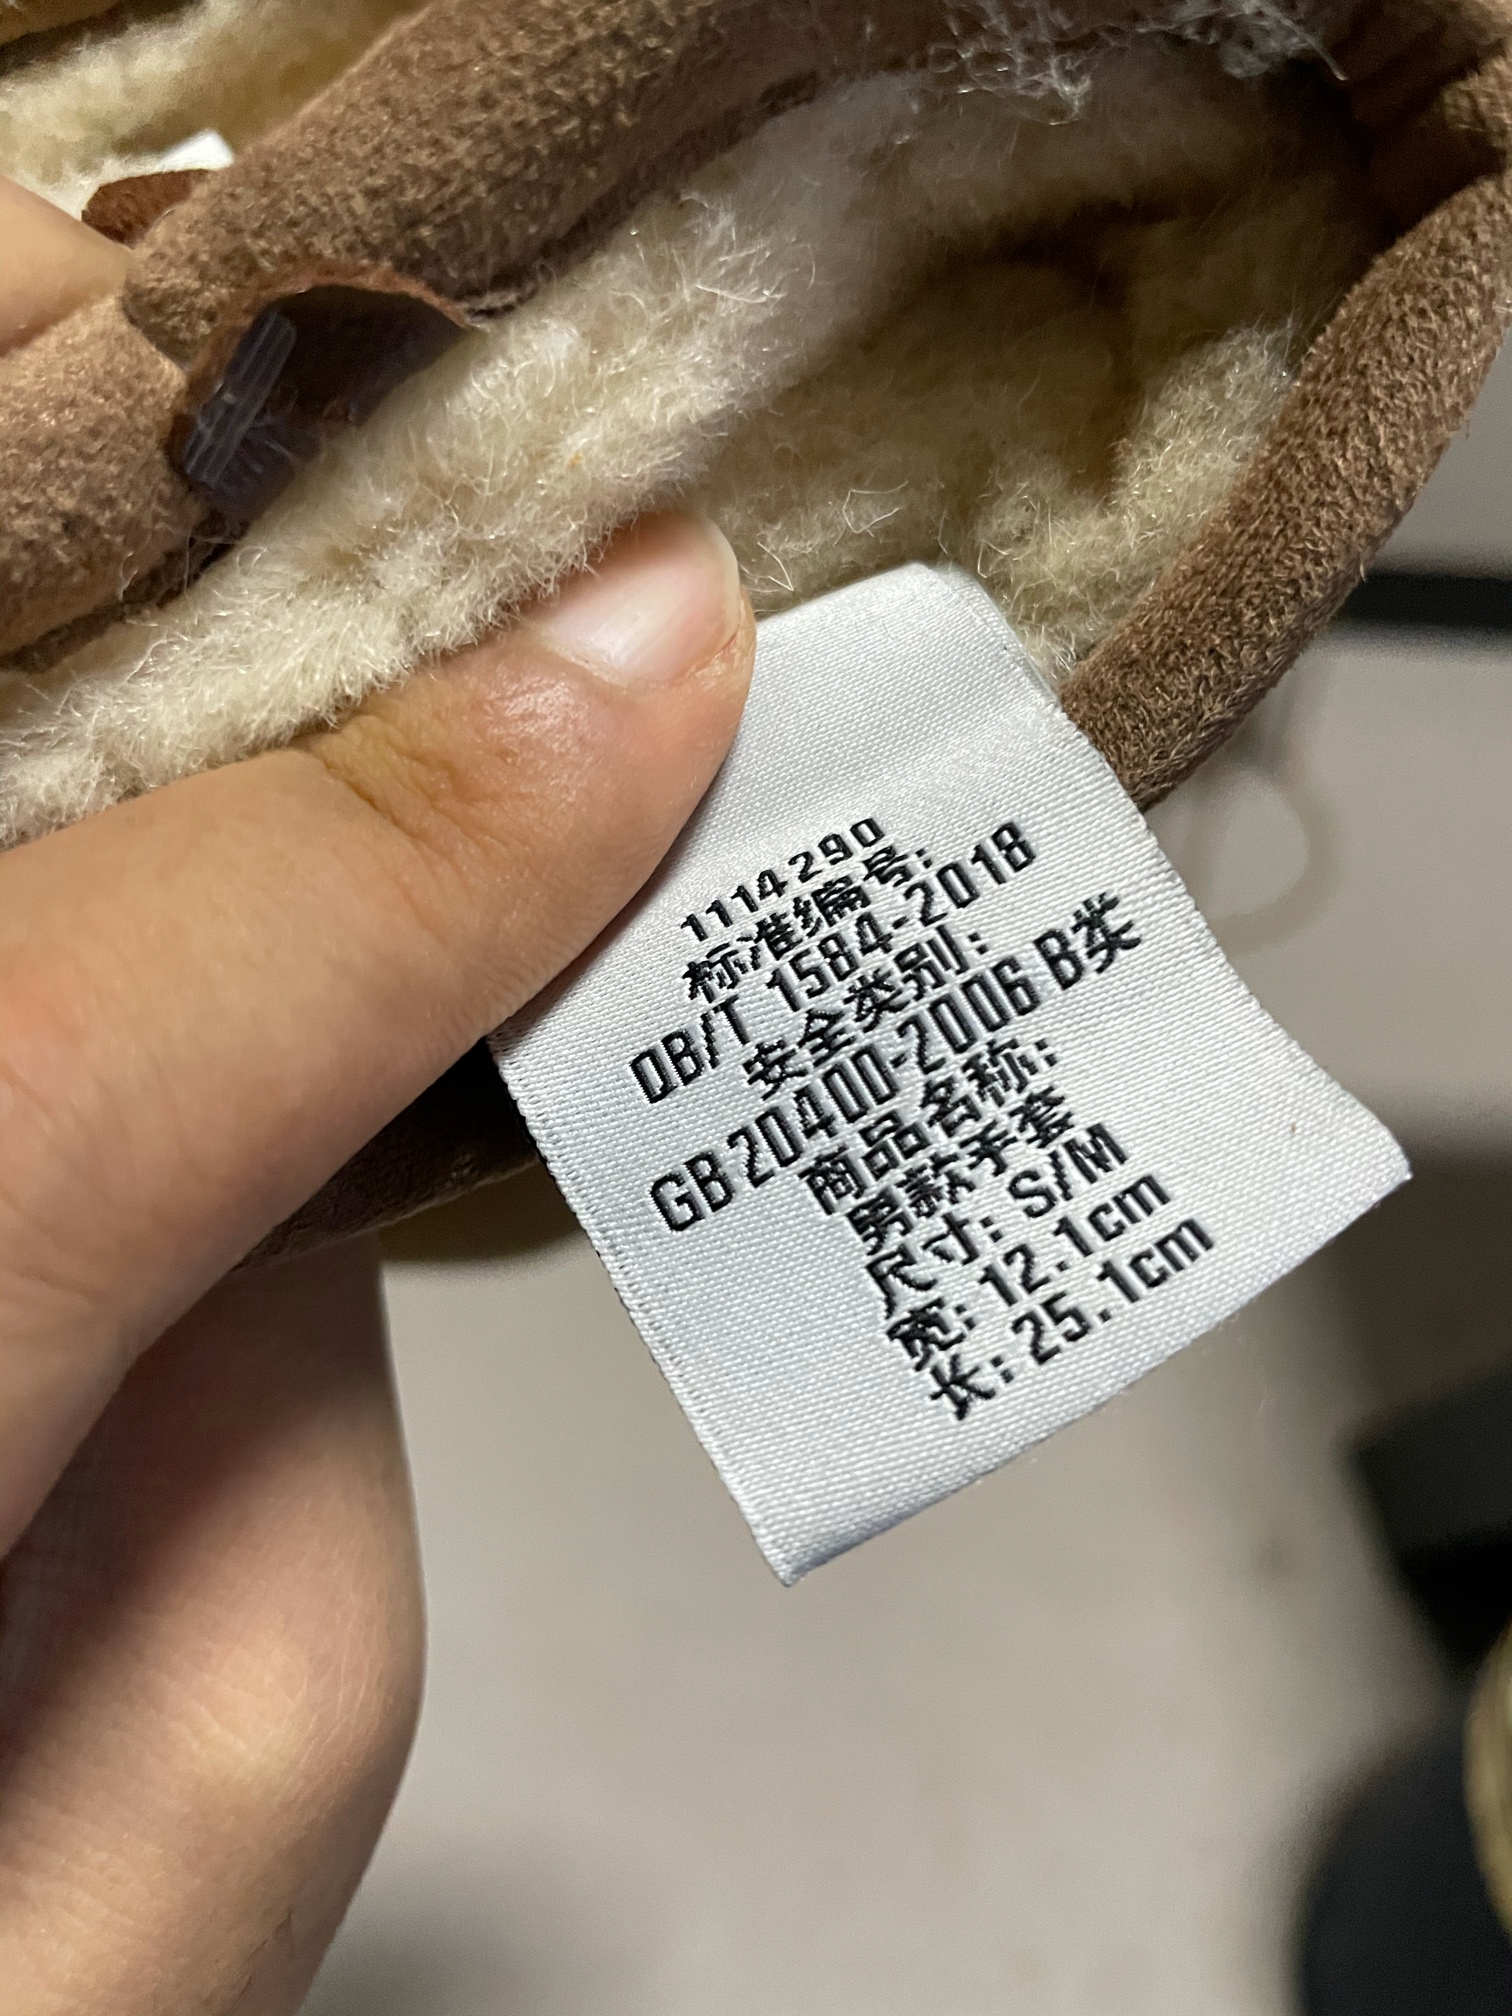 1114290
标准编号:
QB/T 1584-2018
安全类别:
GB 20400-2006 B类
商品名称:
男款手套
尺寸: S/M
宽: 12.1cm
长: 25.1cm